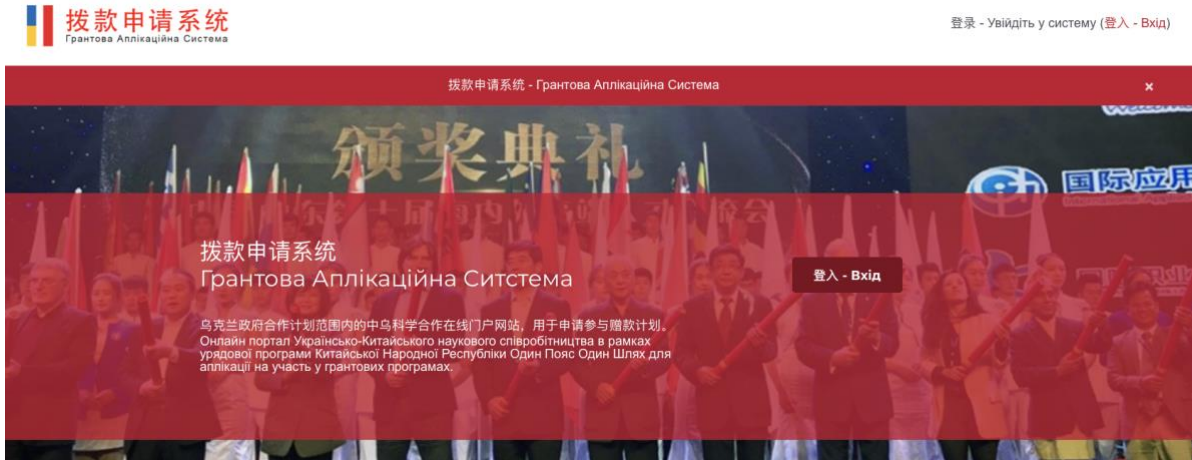 拨款申请系统
Грантова Аплікаційна Система
登录 - Увійдіть у систему (登入 - Вхід)
拨款申请系统 - Грантова Аплікаційна Система
×
颁奖典礼
国际应用
拨款申请系统
Грантова Аплікаційна Ситстема
登入 - Вхід
乌克兰政府合作计划范围内的中乌科学合作在线门户网站，用于申请参与赠款计划。
Онлайн портал Українсько-Китайського наукового співробітництва в рамках
урядової програми Китайської Народної Республіки Один Пояс Один Шлях для
аплікації на участь у грантових програмах.